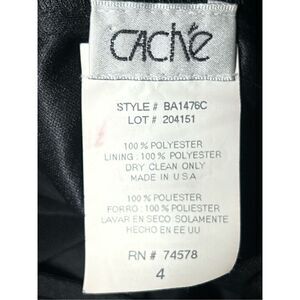 caché
STYLE # BA1476C
LOT # 204151
100 % POLYESTER
LINING : 100 % POLYESTER
DRY CLEAN ONLY
MADE IN U S A
100 % POLIESTER
FORRO: 100 % POLIESTER
LAVAR EN SECO SOLAMENTE
HECHO EN EE UU
RN # 74578
4